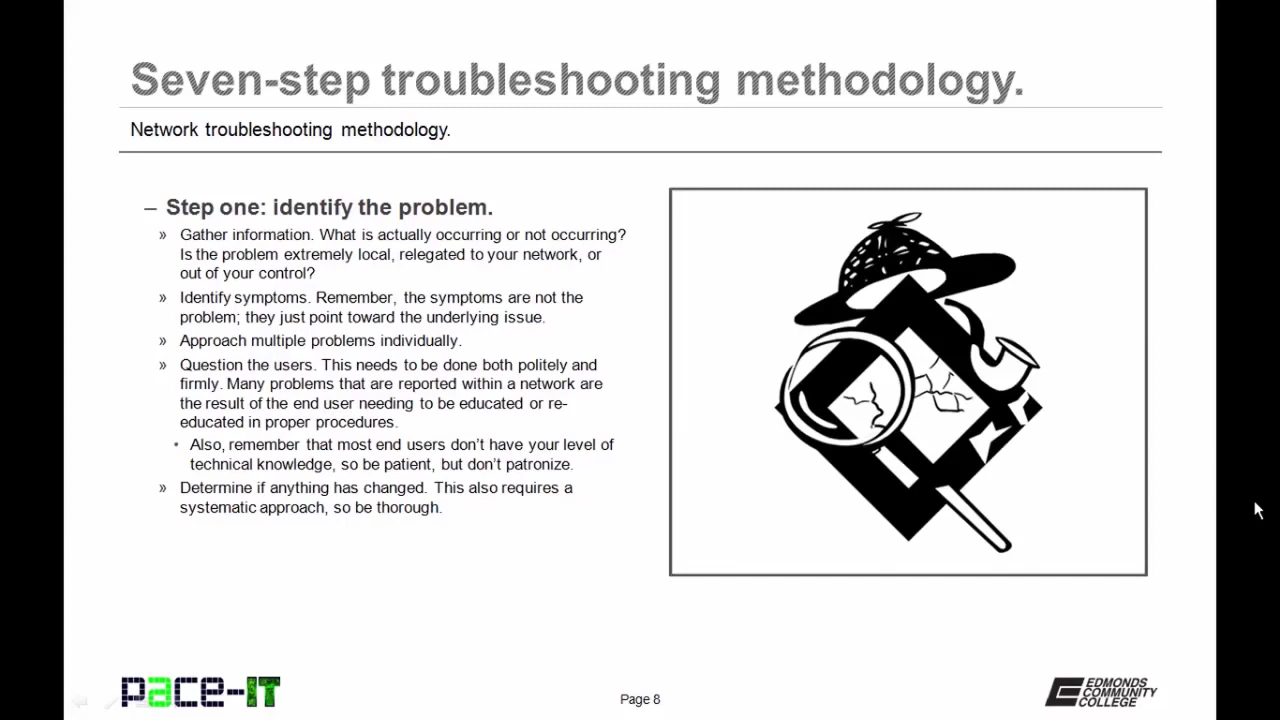 Seven-step troubleshooting methodology.
Network troubleshooting methodology.
– Step one: identify the problem.
» Gather information. What is actually occurring or not occurring?
Is the problem extremely local, relegated to your network, or
out of your control?
» Identify symptoms. Remember, the symptoms are not the
problem; they just point toward the underlying issue.
» Approach multiple problems individually.
» Question the users. This needs to be done both politely and
firmly. Many problems that are reported within a network are
the result of the end user needing to be educated or re-
educated in proper procedures.
• Also, remember that most end users don’t have your level of
technical knowledge, so be patient, but don’t patronize.
» Determine if anything has changed. This also requires a
systematic approach, so be thorough.
pace-IT
Page 8
EDMONDS
COMMUNITY
COLLEGE